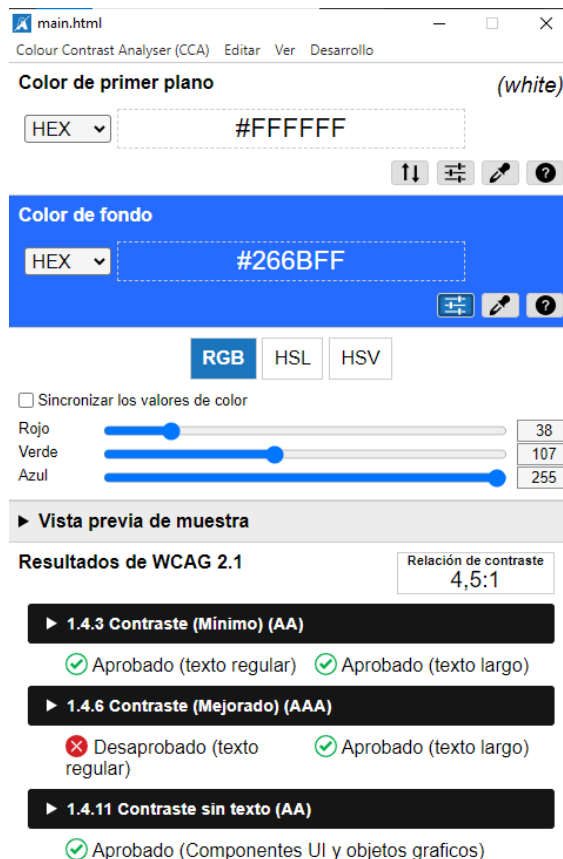 main.html
Colour Contrast Analyser (CCA) Editar Ver Desarrollo
Color de primer plano (white)
HEX #FFFFFF
Color de fondo
HEX #266BFF
RGB HSL HSV
Sincronizar los valores de color
Rojo 38
Verde 107
Azul 255
Vista previa de muestra
Resultados de WCAG 2.1
Relación de contraste
4,5:1
1.4.3 Contraste (Mínimo) (AA)
Aprobado (texto regular) Aprobado (texto largo)
1.4.6 Contraste (Mejorado) (AAA)
Desaprobado (texto regular) Aprobado (texto largo)
1.4.11 Contraste sin texto (AA)
Aprobado (Componentes UI y objetos graficos)